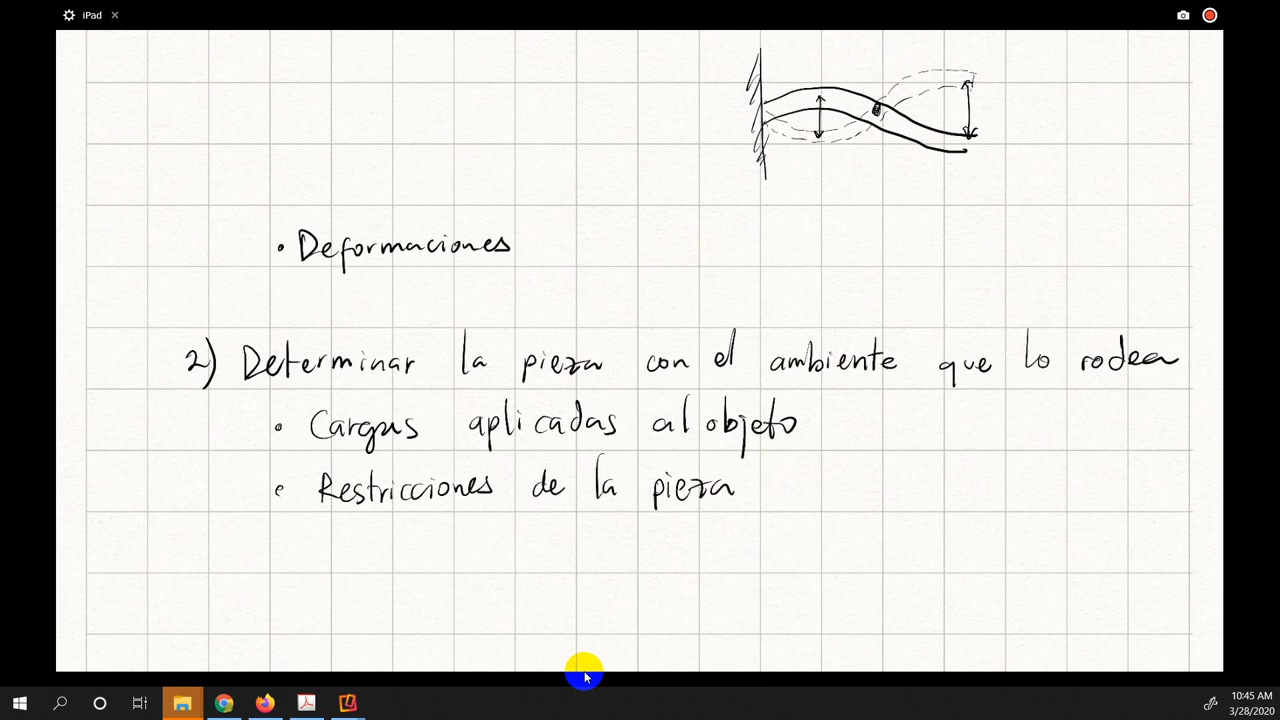 iPad
• Deformaciones
2) Determinar la pieza con el ambiente que lo rodea
• Cargas aplicadas al objeto
• Restricciones de la pieza
10:45 AM
3/28/2020